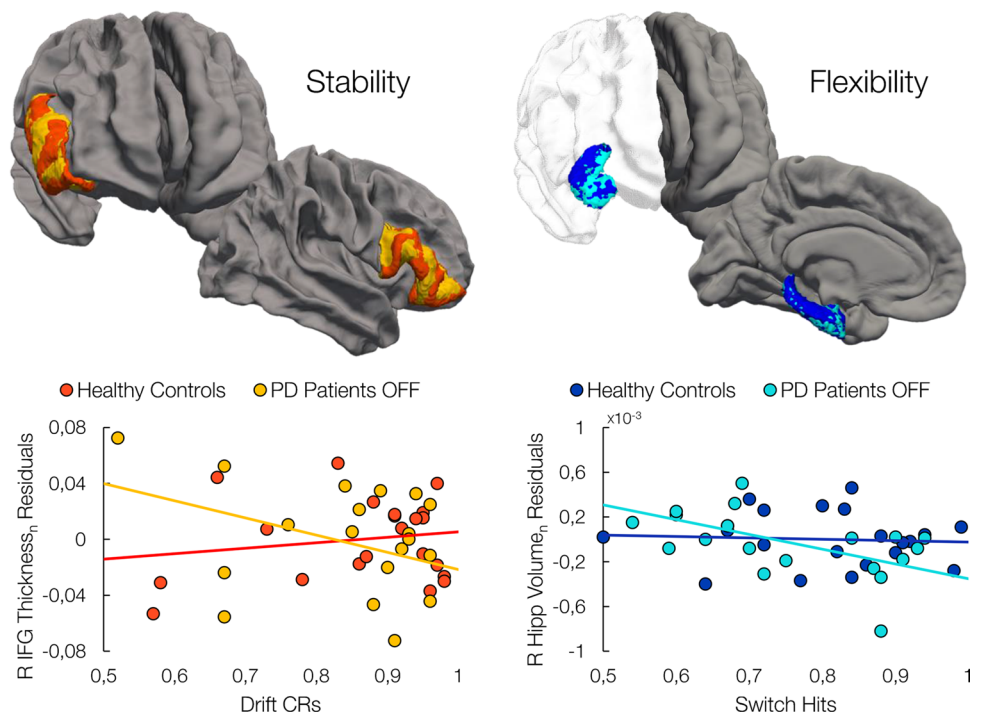 Stability
Flexibility
Healthy Controls PD Patients OFF
Healthy Controls PD Patients OFF
x10-3
R IFG Thicknessn Residuals
0,08
0,04
0
-0,04
-0,08
0,5 0,6 0,7 0,8 0,9 1
Drift CRs
R Hipp Volumen Residuals
1
0,6
0,2
-0,2
-0,6
-1
0,5 0,6 0,7 0,8 0,9 1
Switch Hits